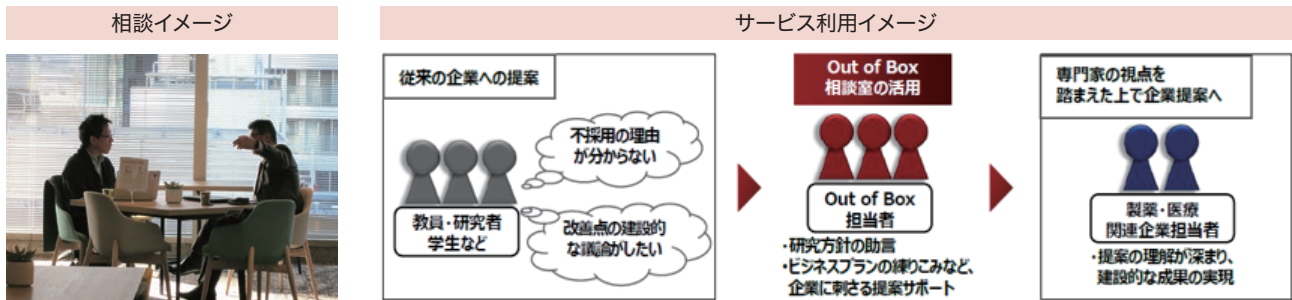 相談イメージ
サービス利用イメージ
従来の企業への提案
不採用の理由
が分からない
改善点の建設的
な議論がしたい
教員・研究者
学生など
Out of Box
相談室の活用
Out of Box
担当者
・研究方針の助言
・ビジネスプランの練りこみなど、
企業に刺さる提案サポート
専門家の視点を
踏まえた上で企業提案へ
製薬・医療
関連企業担当者
・提案の理解が深まり、
建設的な成果の実現